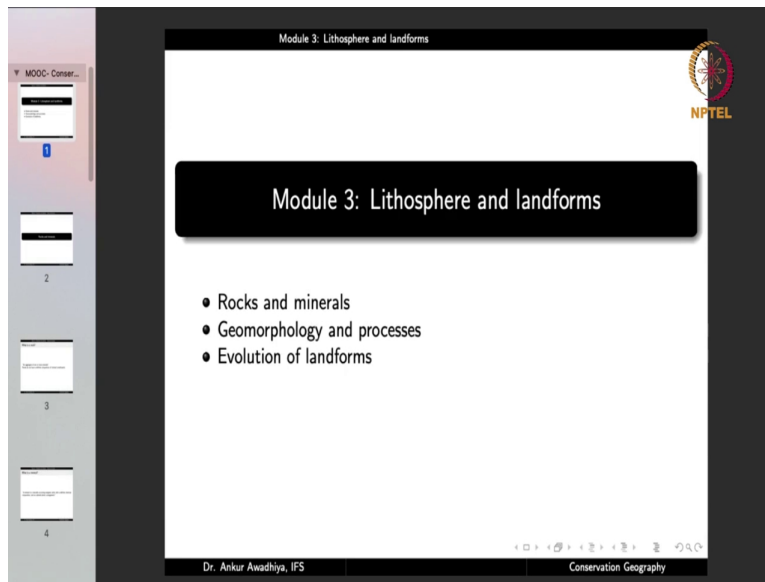 Module 3: Lithosphere and landforms
NPTEL
MOOC- Conser...
1
2
3
4
Module 3: Lithosphere and landforms
Rocks and minerals
Geomorphology and processes
Evolution of landforms
Dr. Ankur Awadhiya, IFS
Conservation Geography